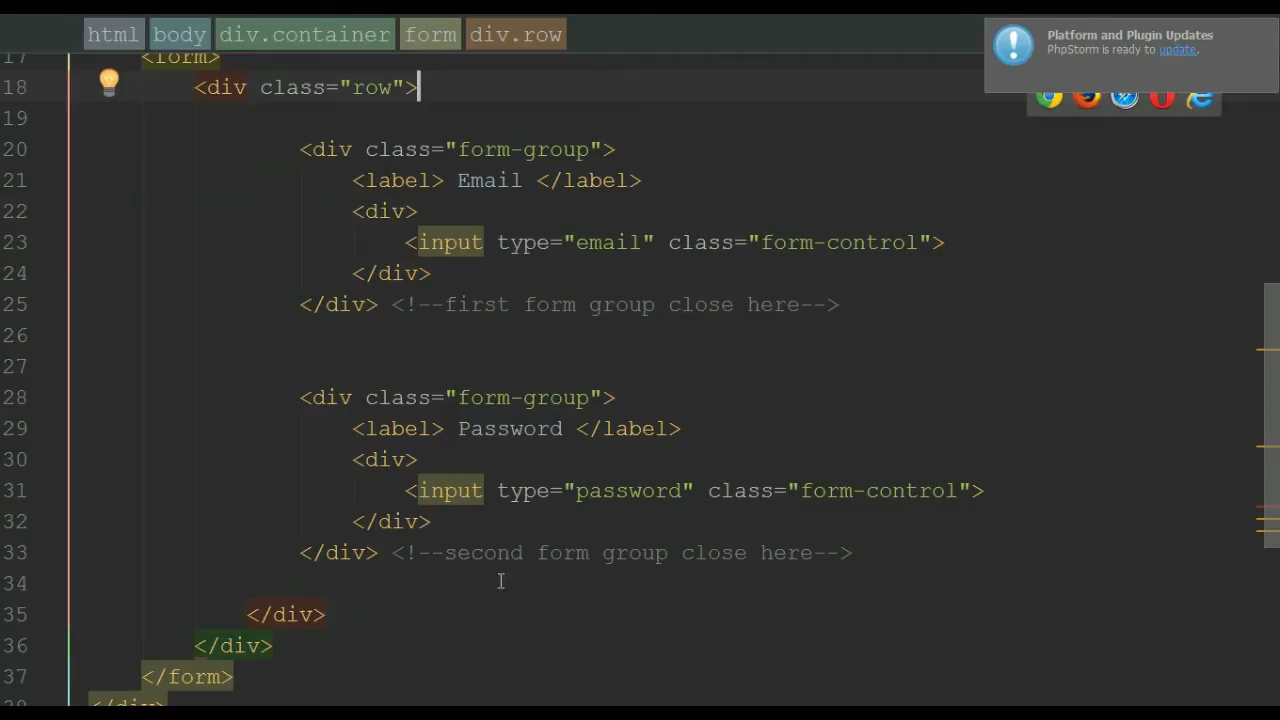 html body div.container form div.row
Platform and Plugin Updates
PhpStorm is ready to update.
17 <form>
18 <div class="row">
19
20 <div class="form-group">
21 <label> Email </label>
22 <div>
23 <input type="email" class="form-control">
24 </div>
25 </div> <!--first form group close here-->
26
27
28 <div class="form-group">
29 <label> Password </label>
30 <div>
31 <input type="password" class="form-control">
32 </div>
33 </div> <!--second form group close here-->
34
35 </div>
36 </div>
37 </form>
38 </div>